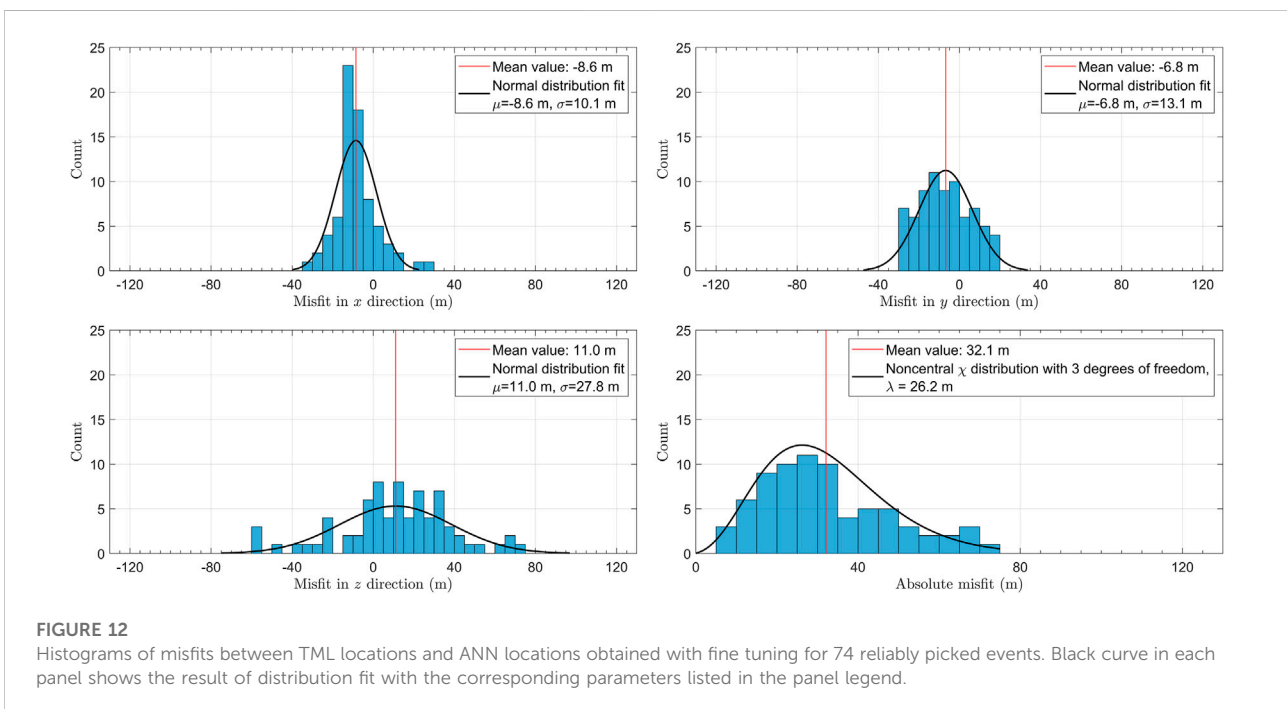 25
20
15
10
5
0
Count
-120
-80
-40
0
40
80
120
Misfit in x direction (m)
Mean value: -8.6 m
Normal distribution fit
μ=-8.6 m, σ=10.1 m
25
20
15
10
5
0
Count
-120
-80
-40
0
40
80
120
Misfit in y direction (m)
Mean value: -6.8 m
Normal distribution fit
μ=-6.8 m, σ=13.1 m
25
20
15
10
5
0
Count
-120
-80
-40
0
40
80
120
Misfit in z direction (m)
Mean value: 11.0 m
Normal distribution fit
μ=11.0 m, σ=27.8 m
25
20
15
10
5
0
Count
0
40
80
120
Absolute misfit (m)
Mean value: 32.1 m
Noncentral χ distribution with 3 degrees of freedom,
λ = 26.2 m
FIGURE 12
Histograms of misfits between TML locations and ANN locations obtained with fine tuning for 74 reliably picked events. Black curve in each
panel shows the result of distribution fit with the corresponding parameters listed in the panel legend.